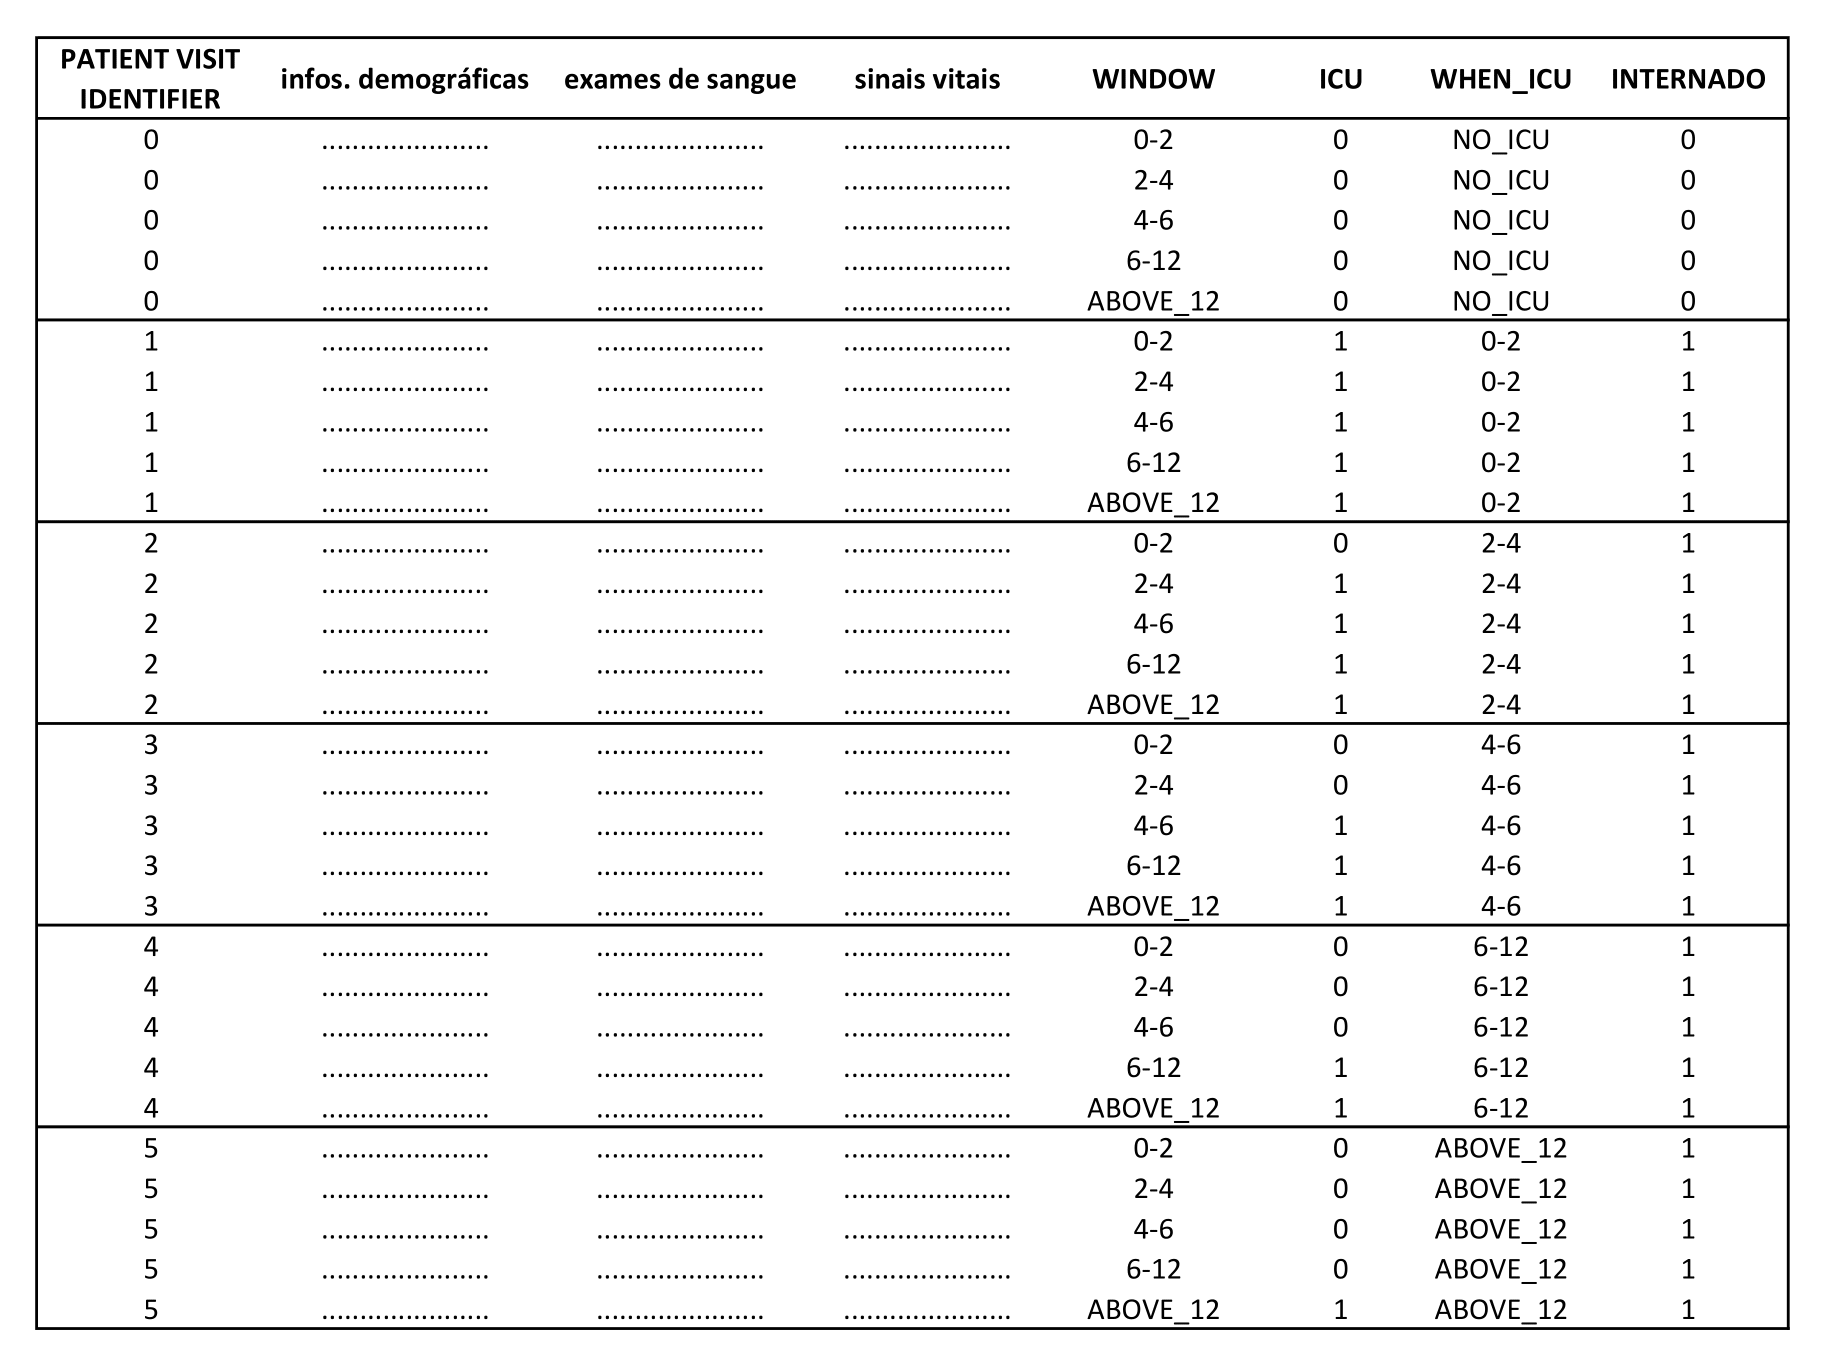 PATIENT VISIT IDENTIFIER infos. demográficas exames de sangue sinais vitais WINDOW ICU WHEN_ICU INTERNADO
0 ...................... ...................... ...................... 0-2 0 NO_ICU 0
0 ...................... ...................... ...................... 2-4 0 NO_ICU 0
0 ...................... ...................... ...................... 4-6 0 NO_ICU 0
0 ...................... ...................... ...................... 6-12 0 NO_ICU 0
0 ...................... ...................... ...................... ABOVE_12 0 NO_ICU 0
1 ...................... ...................... ...................... 0-2 1 0-2 1
1 ...................... ...................... ...................... 2-4 1 0-2 1
1 ...................... ...................... ...................... 4-6 1 0-2 1
1 ...................... ...................... ...................... 6-12 1 0-2 1
1 ...................... ...................... ...................... ABOVE_12 1 0-2 1
2 ...................... ...................... ...................... 0-2 0 2-4 1
2 ...................... ...................... ...................... 2-4 1 2-4 1
2 ...................... ...................... ...................... 4-6 1 2-4 1
2 ...................... ...................... ...................... 6-12 1 2-4 1
2 ...................... ...................... ...................... ABOVE_12 1 2-4 1
3 ...................... ...................... ...................... 0-2 0 4-6 1
3 ...................... ...................... ...................... 2-4 0 4-6 1
3 ...................... ...................... ...................... 4-6 1 4-6 1
3 ...................... ...................... ...................... 6-12 1 4-6 1
3 ...................... ...................... ...................... ABOVE_12 1 4-6 1
4 ...................... ...................... ...................... 0-2 0 6-12 1
4 ...................... ...................... ...................... 2-4 0 6-12 1
4 ...................... ...................... ...................... 4-6 0 6-12 1
4 ...................... ...................... ...................... 6-12 1 6-12 1
4 ...................... ...................... ...................... ABOVE_12 1 6-12 1
5 ...................... ...................... ...................... 0-2 0 ABOVE_12 1
5 ...................... ...................... ...................... 2-4 0 ABOVE_12 1
5 ...................... ...................... ...................... 4-6 0 ABOVE_12 1
5 ...................... ...................... ...................... 6-12 0 ABOVE_12 1
5 ...................... ...................... ...................... ABOVE_12 1 ABOVE_12 1